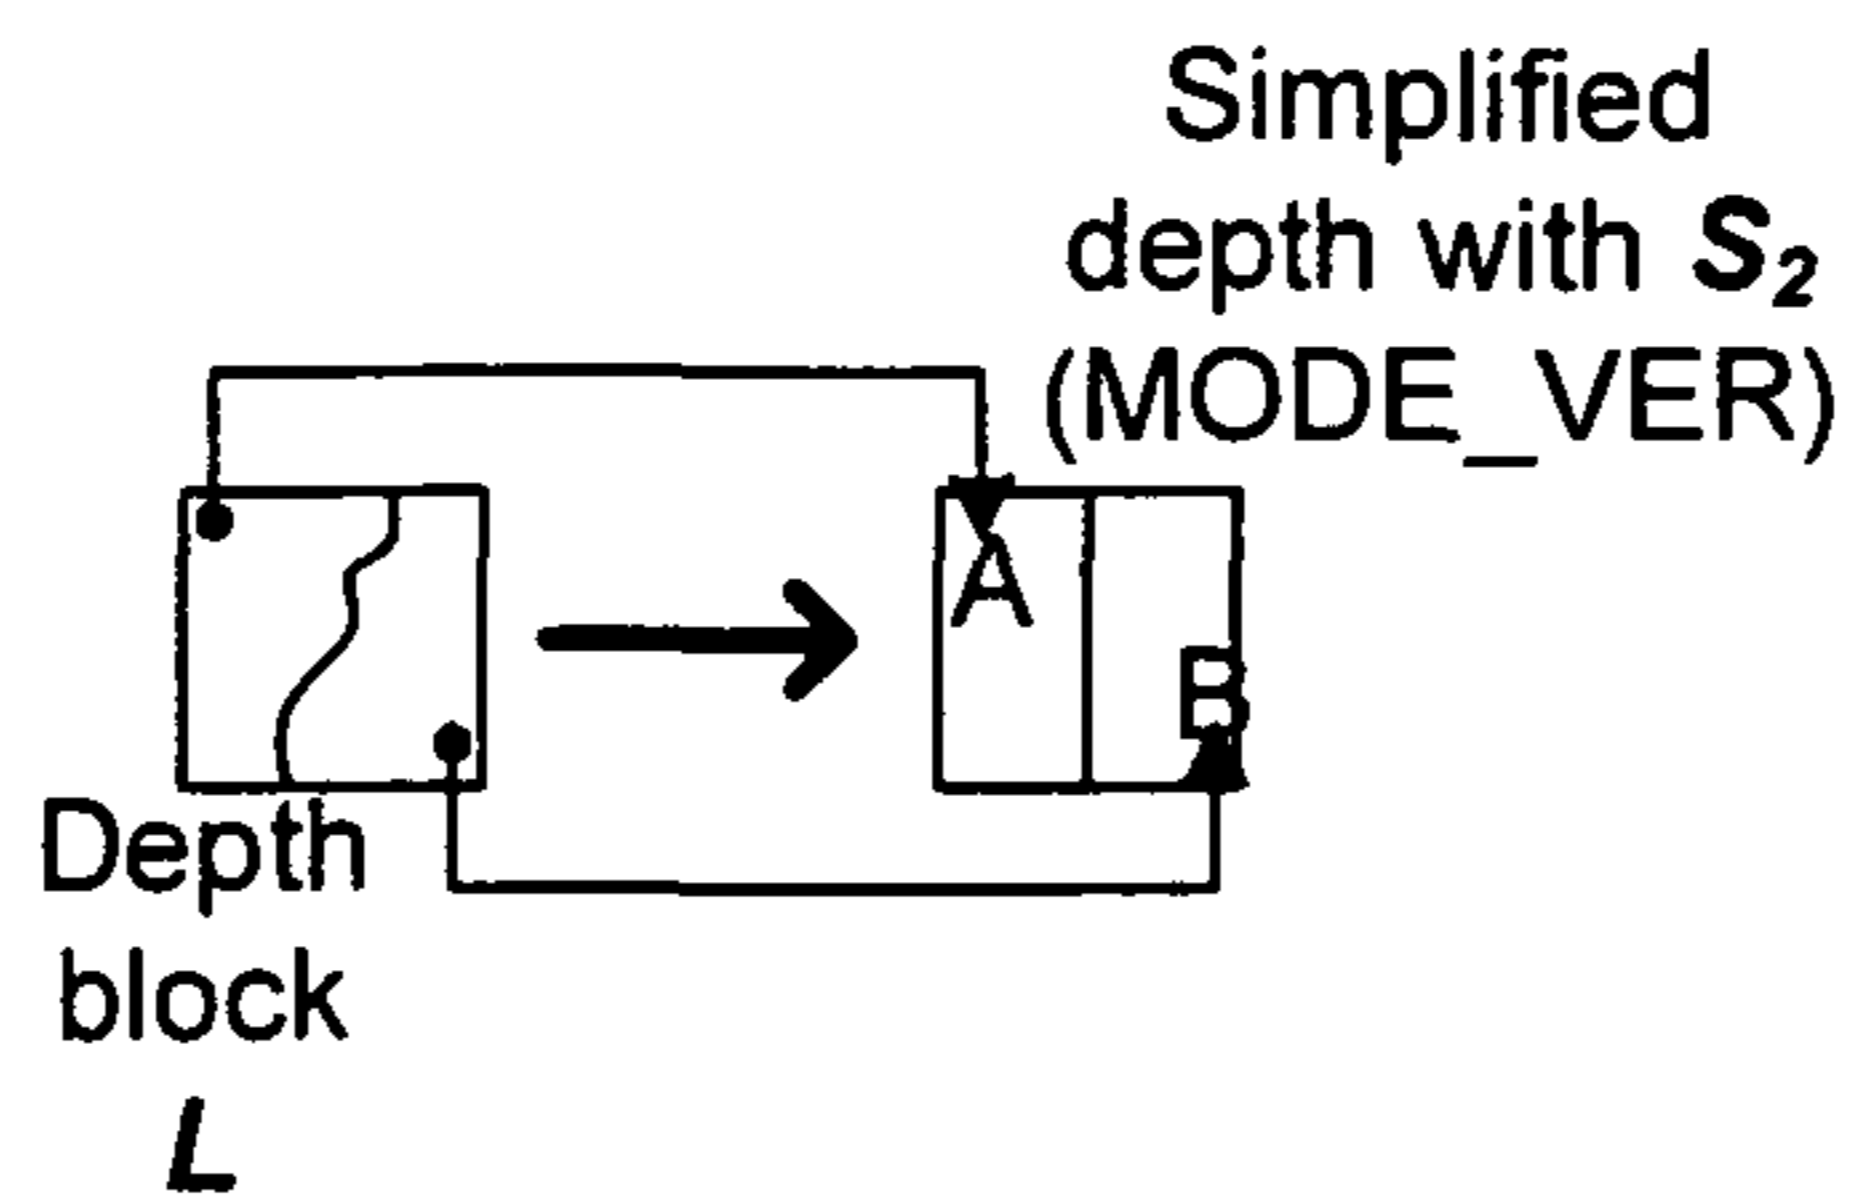 Simplified
depth with S₂
(MODE_VER)
A
B
Depth
block
L